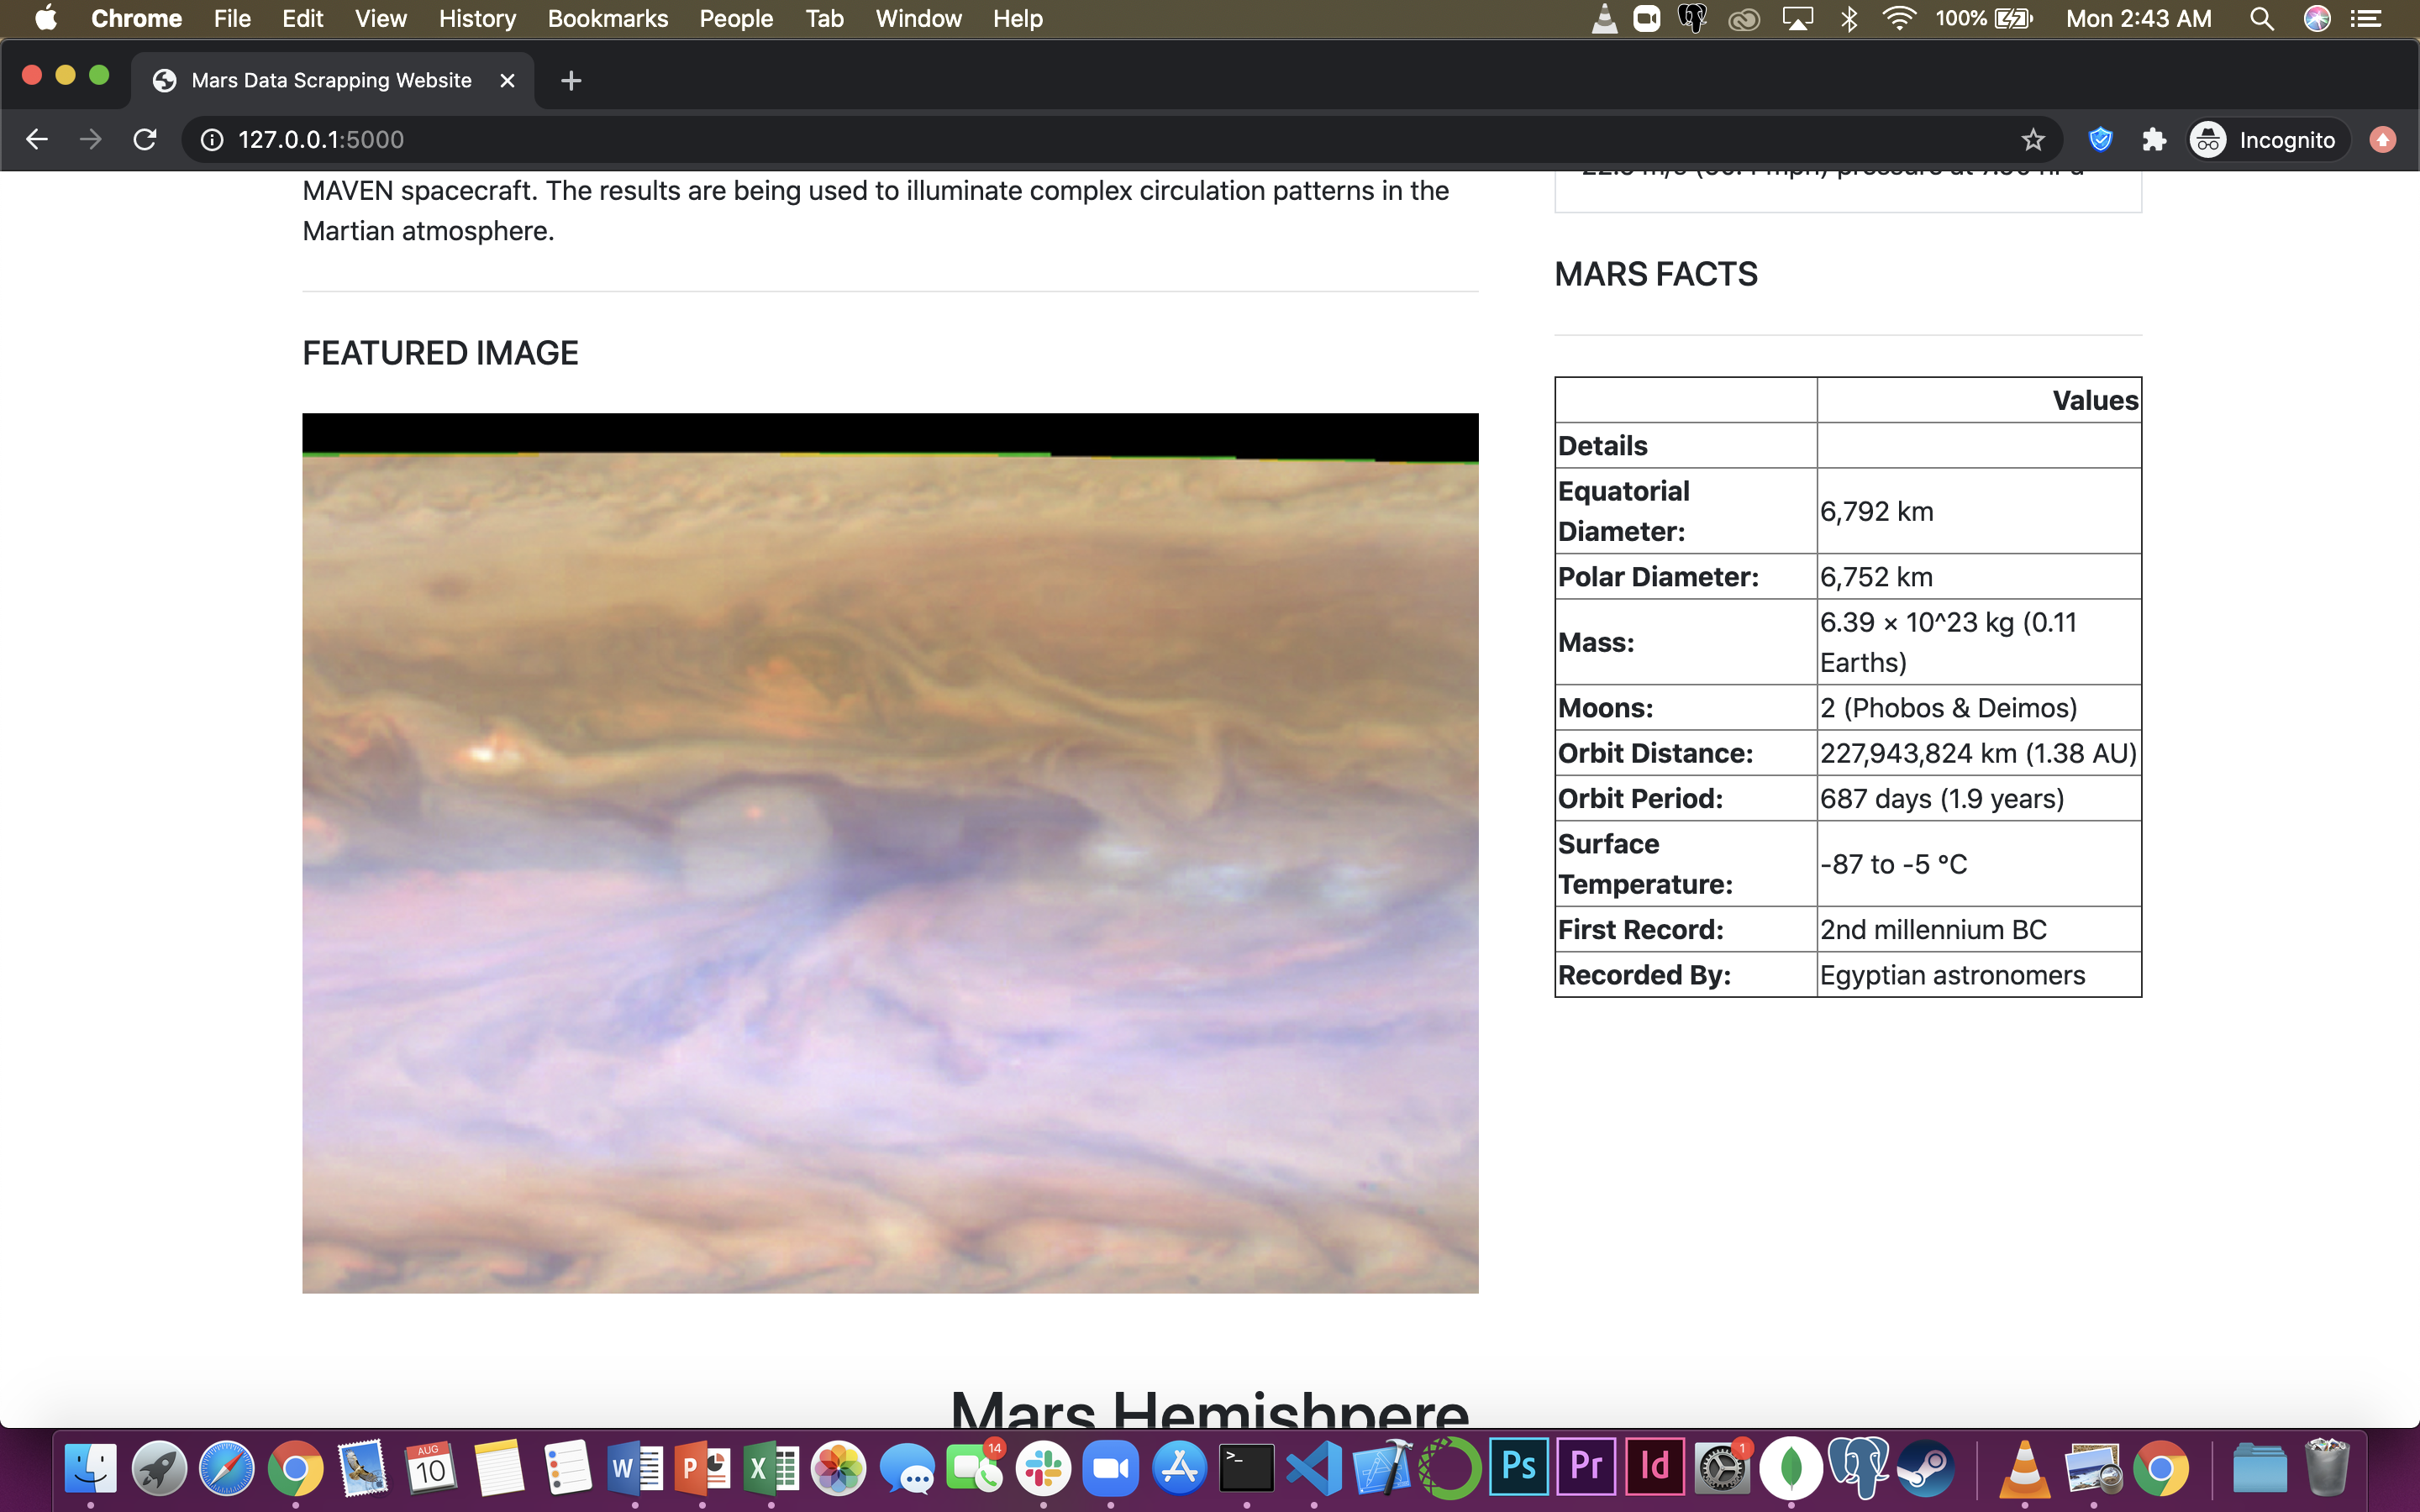 Chrome File Edit View History Bookmarks People Tab Window Help
100% Mon 2:43 AM
Mars Data Scrapping Website
127.0.0.1:5000
Incognito
MAVEN spacecraft. The results are being used to illuminate complex circulation patterns in the
Martian atmosphere.
FEATURED IMAGE
MARS FACTS
Values
Details
Equatorial
Diameter:
6,792 km
Polar Diameter: 6,752 km
Mass:
6.39 × 10^23 kg (0.11
Earths)
Moons: 2 (Phobos & Deimos)
Orbit Distance: 227,943,824 km (1.38 AU)
Orbit Period: 687 days (1.9 years)
Surface
Temperature:
-87 to -5 °C
First Record: 2nd millennium BC
Recorded By: Egyptian astronomers
Mars Hemishpere
AUG
10
W
P
X
14
>_
Ps
Pr
Id
1